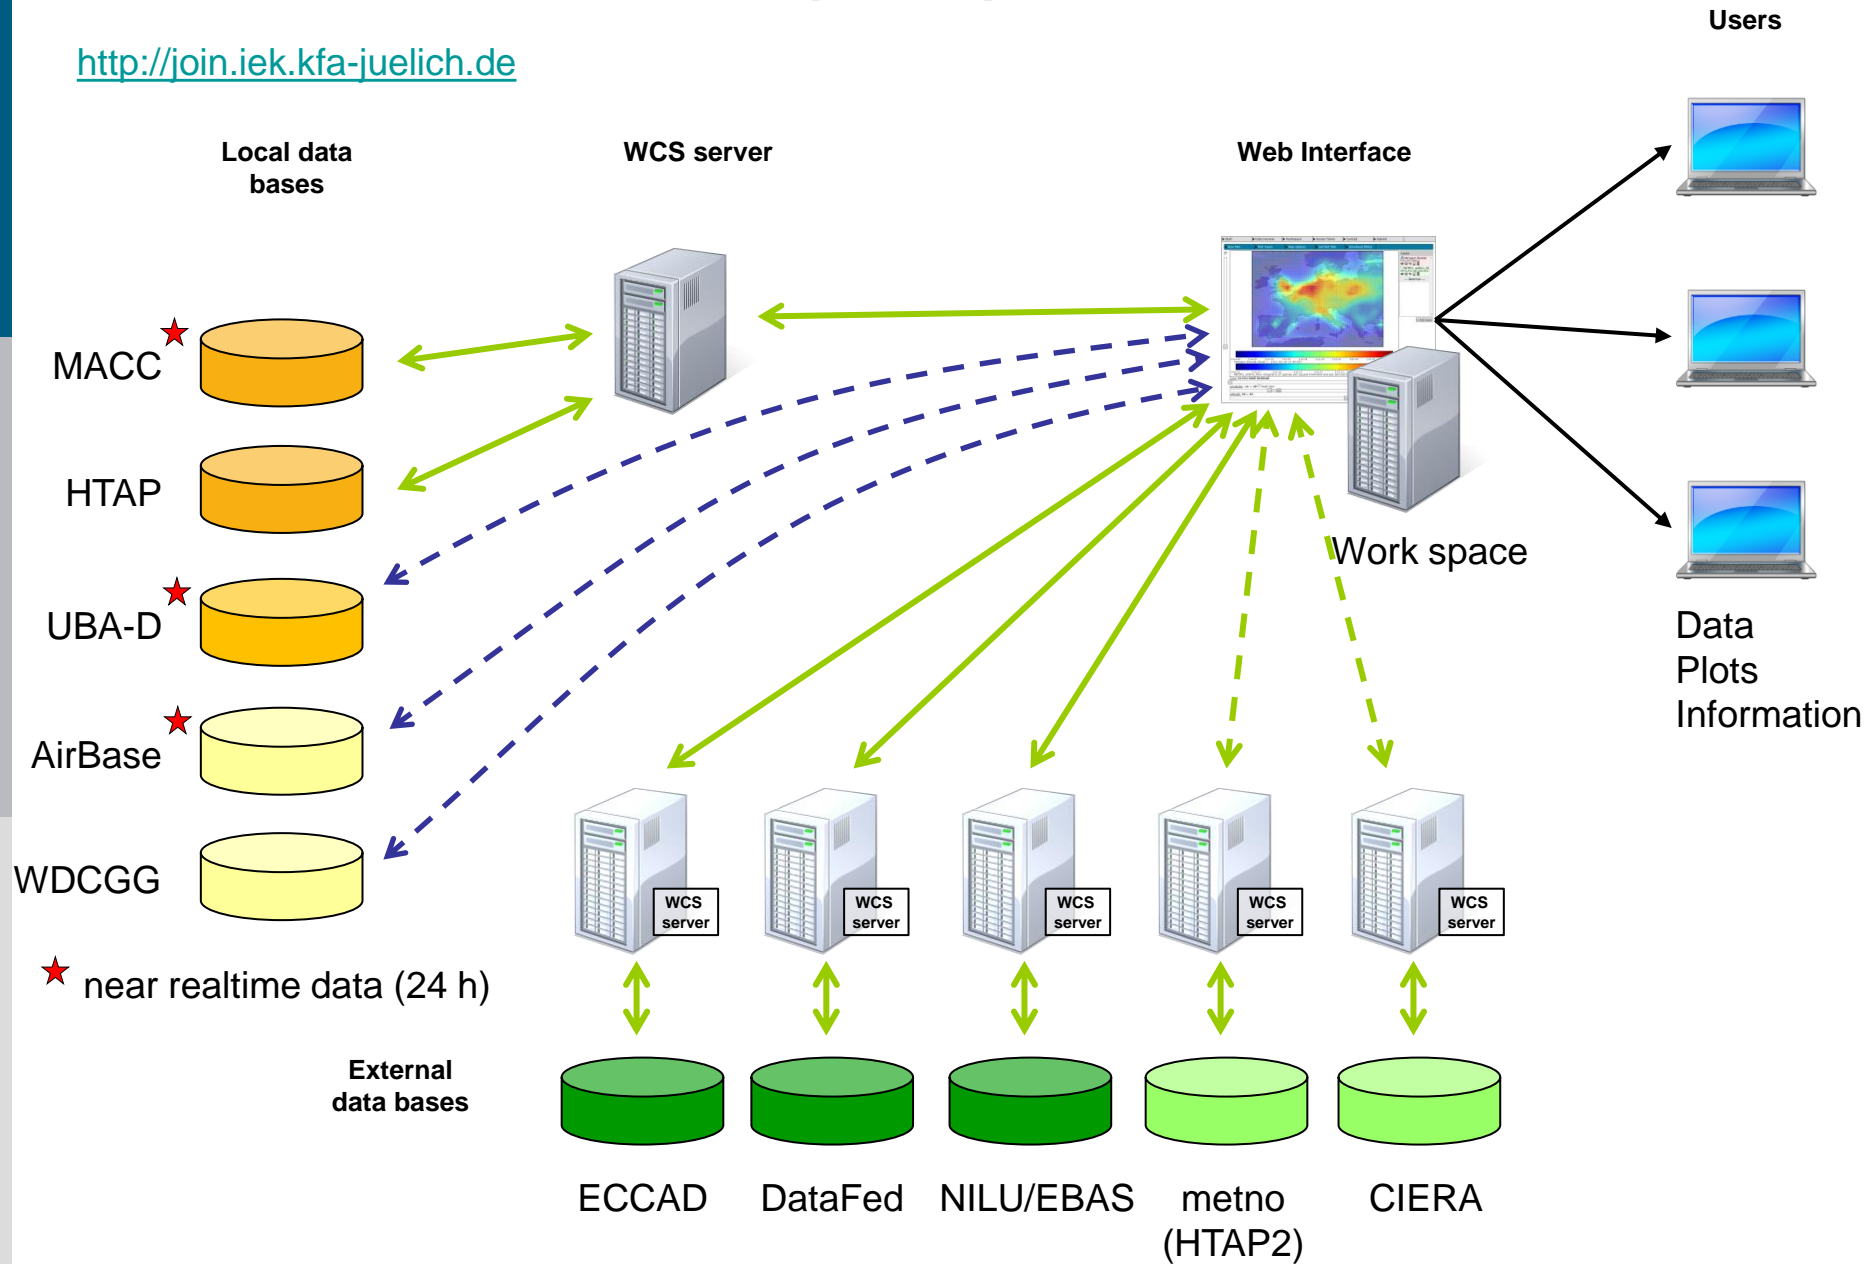 Users
http://join.iek.kfa-juelich.de
Local data
bases
WCS server
Web Interface
MACC
HTAP
UBA-D
AirBase
WDCGG
Work space
Data
Plots
Information
WCS
server
WCS
server
WCS
server
WCS
server
WCS
server
near realtime data (24 h)
External
data bases
ECCAD
DataFed
NILU/EBAS
metno
(HTAP2)
CIERA